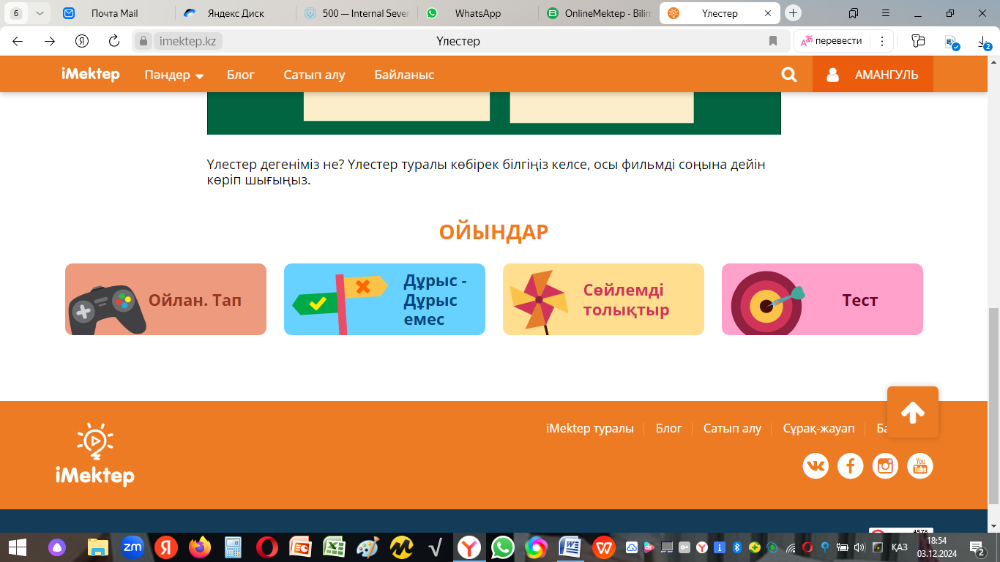 6
Почта Mail
Яндекс Диск
500 — Internal Sever
WhatsApp
OnlineMektep - Bilim
Үлестер
imektep.kz
Үлестер
перевести
2
iMektep
Пәндер
Блог
Сатып алу
Байланыс
АМАНГУЛЬ
Үлестер дегеніміз не? Үлестер туралы көбірек білгіңіз келсе, осы фильмді соңына дейін
көріп шығыңыз.
ОЙЫНДАР
Ойлан. Тап
Дұрыс -
Дұрыс
емес
Сөйлемді
толықтыр
Тест
iMektep туралы
Блог
Сатып алу
Сұрақ-жауап
iMektep
You
Tube
4578
zm
Я
ҚАЗ
18:54
03.12.2024
2